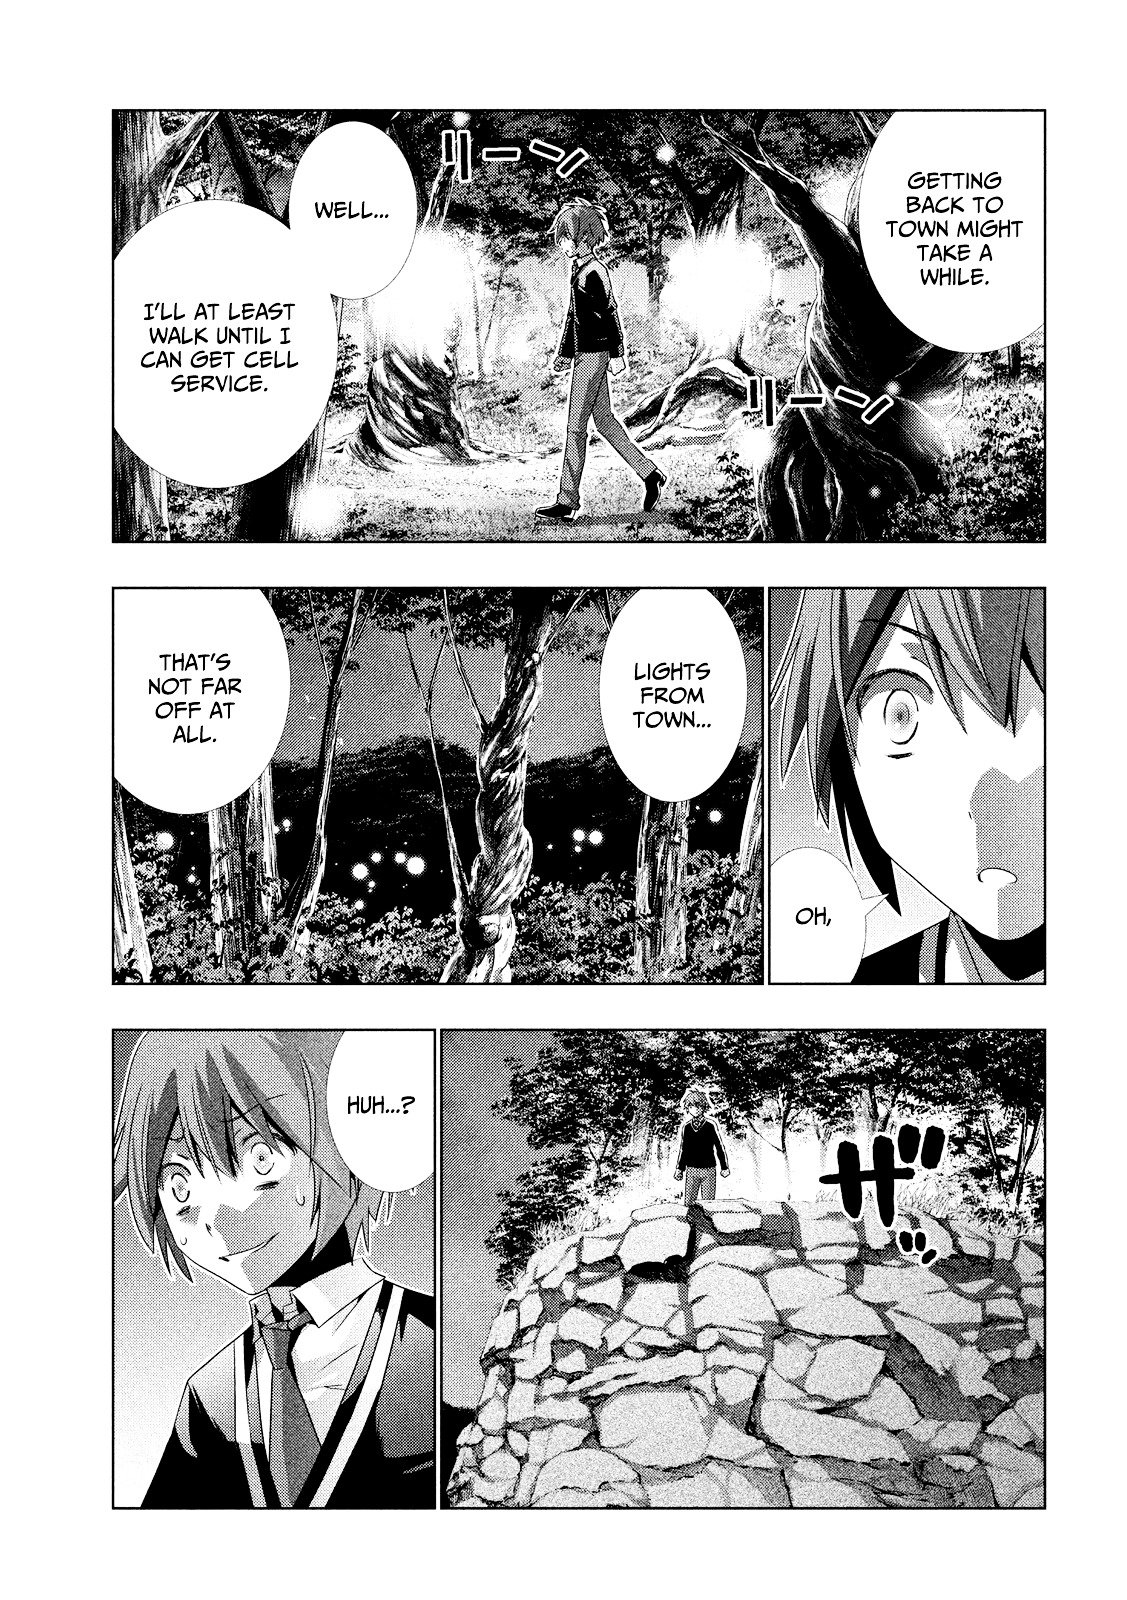 GETTING
BACK TO
TOWN MIGHT
TAKE A
WHILE.
リーン
リーン
WELL...
I'LL AT LEAST
WALK UNTIL I
CAN GET CELL
SERVICE.
OH,
LIGHTS
FROM
TOWN...
THAT'S
NOT FAR
OFF AT
ALL.
ザッ
HUH...?